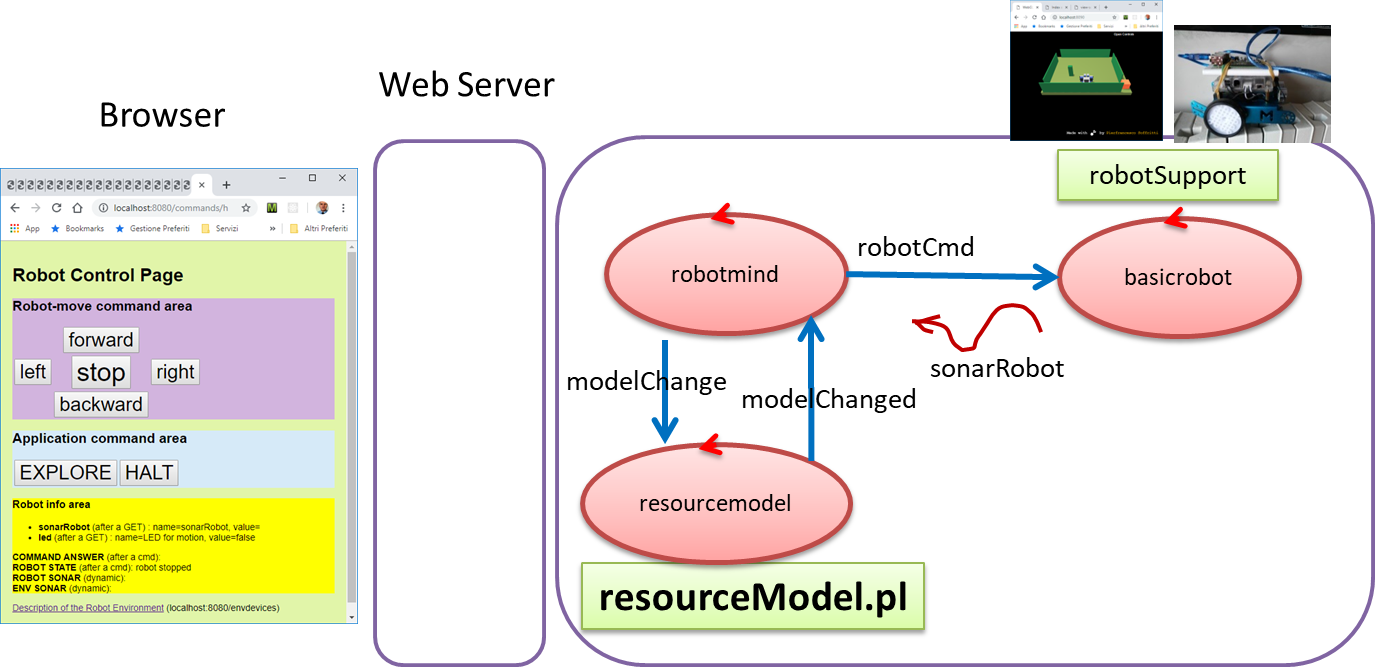 Browser
Web Server
localhost:8080/commands/h
App
Bookmarks
Gestione Preferiti
Servizi
»
Altri Preferiti
Robot Control Page
Robot-move command area
forward
left
stop
right
backward
Application command area
EXPLORE
HALT
Robot info area
• sonarRobot (after a GET) : name=sonarRobot, value=
• led (after a GET) : name=LED for motion, value=false
COMMAND ANSWER (after a cmd):
ROBOT STATE (after a cmd): robot stopped
ROBOT SONAR (dynamic):
ENV SONAR (dynamic):
Description of the Robot Environment (localhost:8080/envdevices)
robotSupport
robotmind
robotCmd
basicrobot
sonarRobot
modelChange
modelChanged
resourcemodel
resourceModel.pl